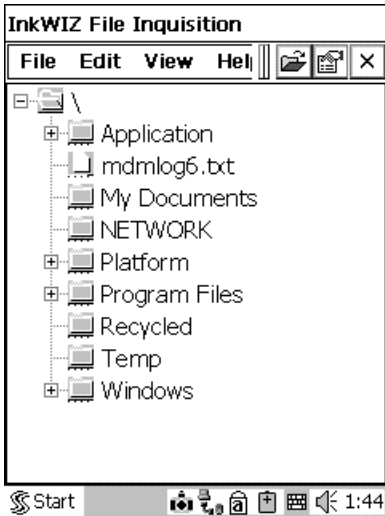 InkWIZ File Inquisition
File Edit View Hel
\
Application
mdmlog6.txt
My Documents
NETWORK
Platform
Program Files
Recycled
Temp
Windows
Start a 1:44